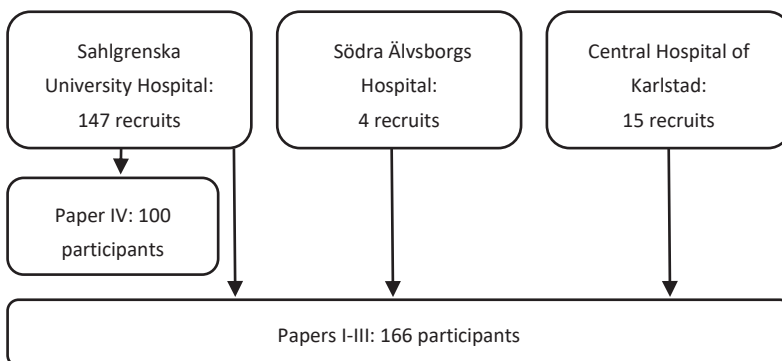 Sahlgrenska
University Hospital:
147 recruits
Södra Älvsborgs
Hospital:
4 recruits
Central Hospital of
Karlstad:
15 recruits
Paper IV: 100
participants
Papers I-III: 166 participants